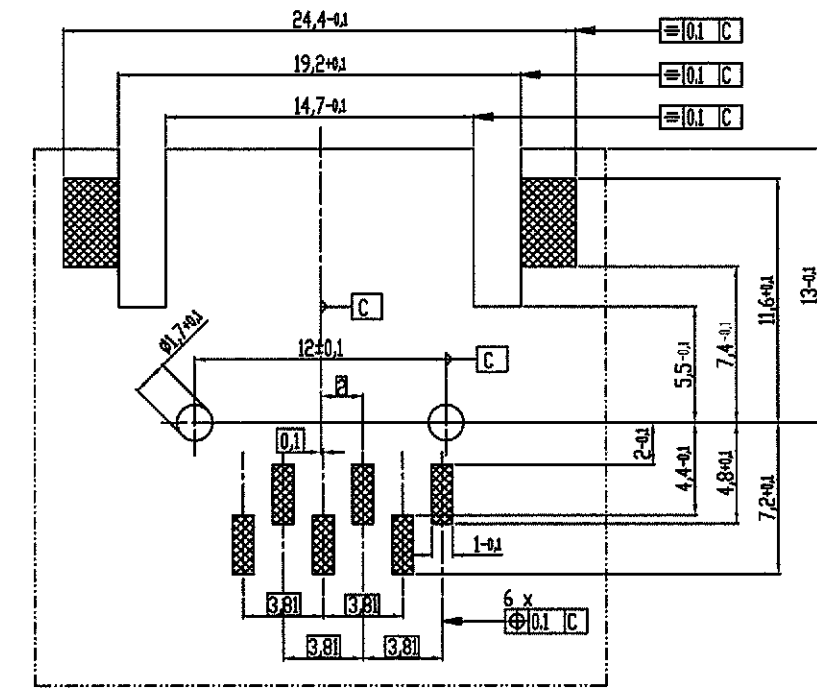 24,4-0,1
⌯ 0.1 C
19,2+0,1
⌯ 0.1 C
14,7-0,1
⌯ 0.1 C
C
Ø1,7+0,1
12±0,1
C
2
0,1
5,5-0,1
7,4-0,1
11,6+0,1
13-0,1
2-0,1
4,4-0,1
4,8+0,1
7,2+0,1
1-0,1
3,81
3,81
6 x
⌖ 0.1 C
3,81
3,81